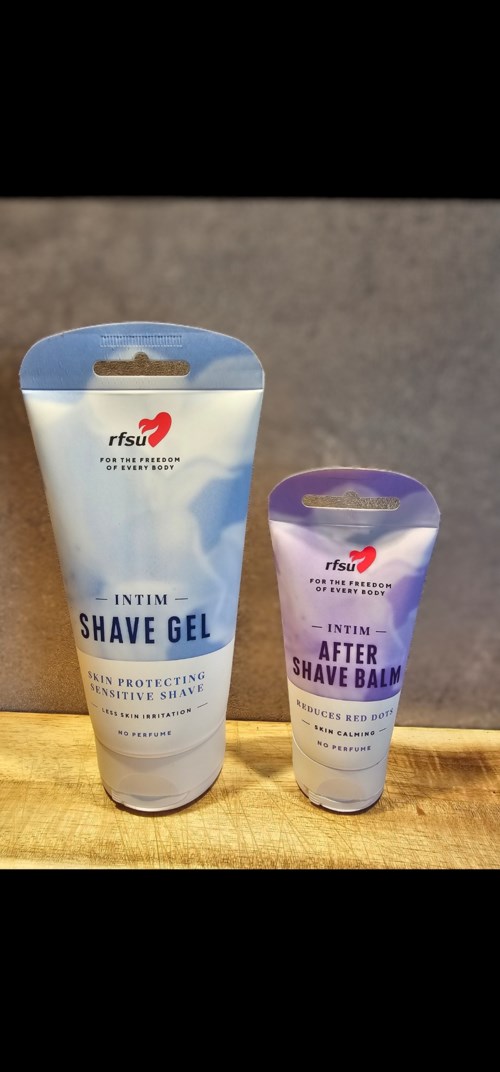 rfsu
FOR THE FREEDOM
OF EVERY BODY
INTIM
SHAVE GEL
SKIN PROTECTING
SENSITIVE SHAVE
LESS SKIN IRRITATION
NO PERFUME
rfsu
FOR THE FREEDOM
OF EVERY BODY
INTIM
AFTER
SHAVE BALM
REDUCES RED DOTS
SKIN CALMING
NO PERFUME